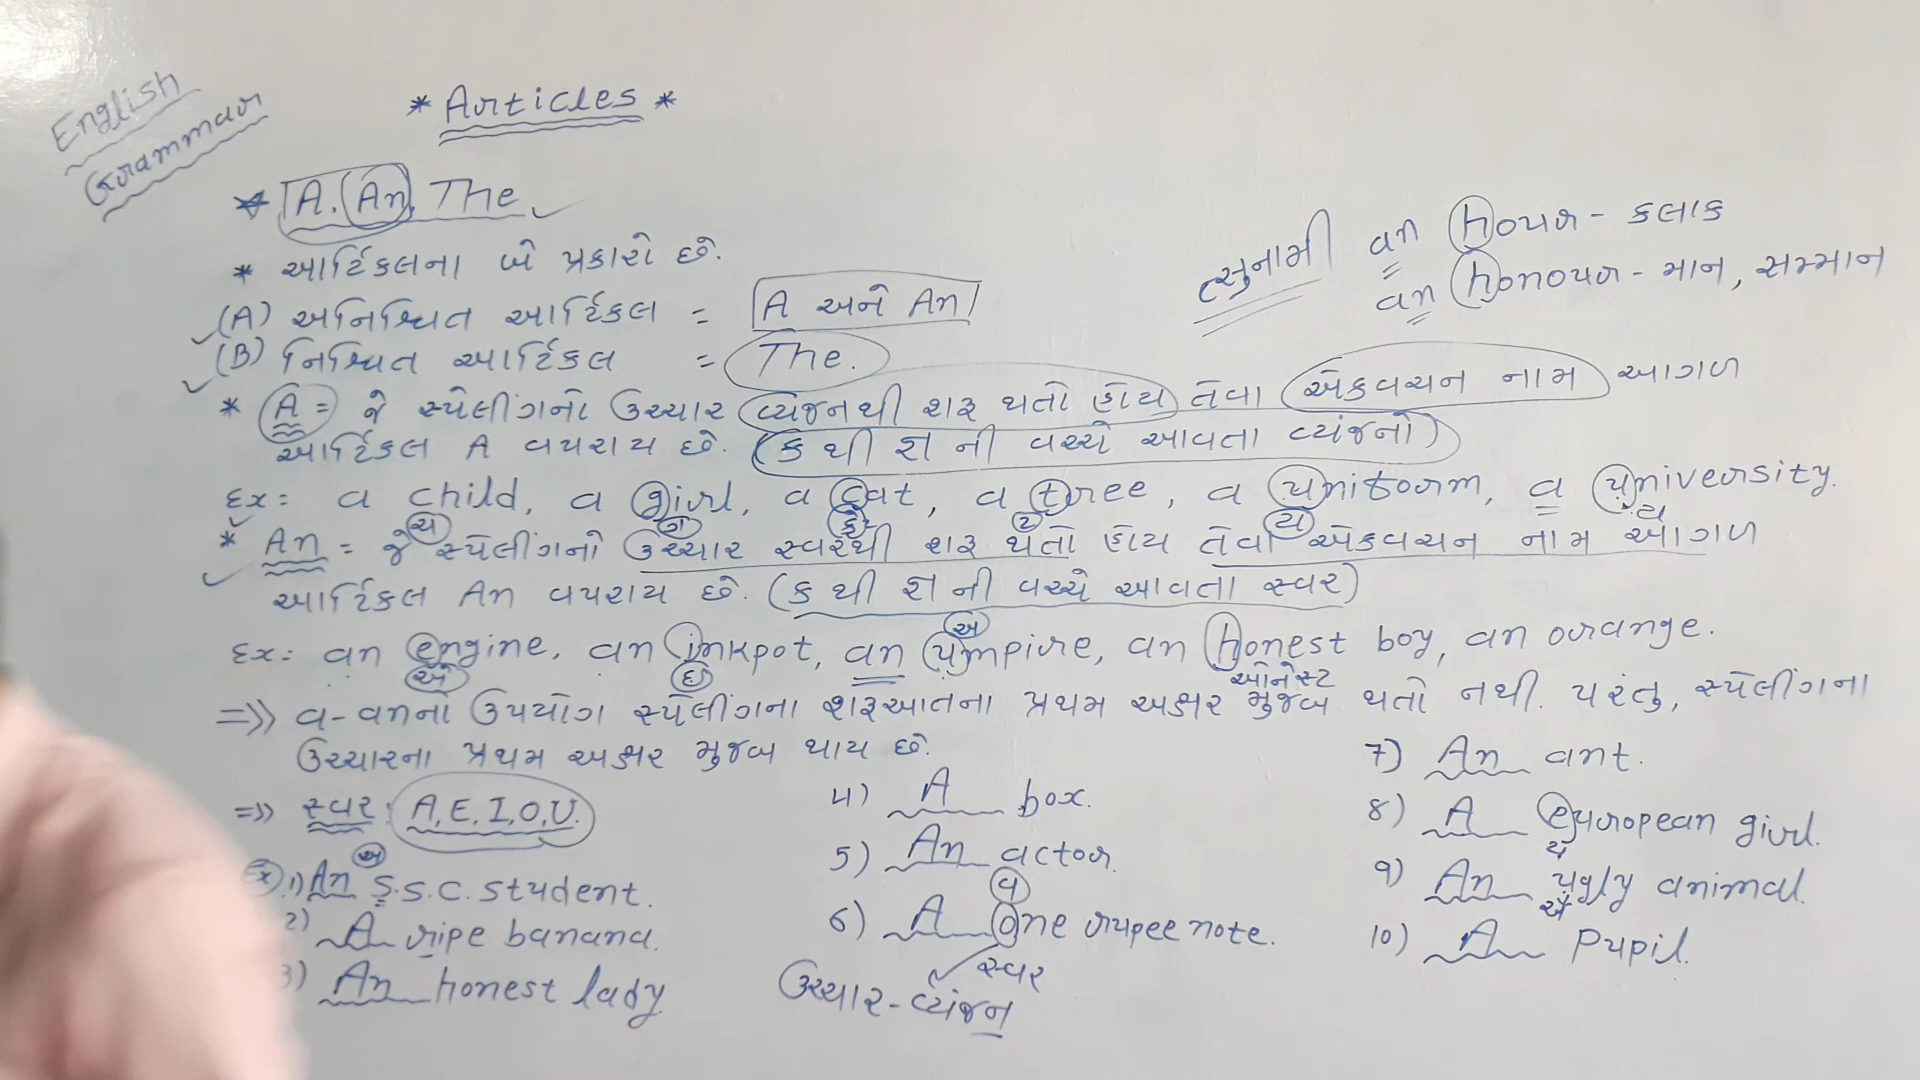 English
Grammar
* Articles *
* A. An, The
* આર્ટિકલના બે પ્રકારો છે.
(A) અનિશ્ચિત આર્ટિકલ = A અને An
(B) નિશ્ચિત આર્ટિકલ = The.
સુનામી an hour - કલાક
an honour - માન, સમ્માન
* A = જે સ્પેલીંગનો ઉચ્ચાર વ્યંજનથી શરૂ થતો હોય તેવા એકવચન નામ આગળ
આર્ટિકલ A વપરાય છે. (ક થી જ્ઞ ની વચ્ચે આવતા વ્યંજનો)
Ex: a child, a girl, a cat, a tree, a uniform, a university.
ચ ગ કે ટ ય ય
* An = જે સ્પેલીંગનો ઉચ્ચાર સ્વરથી શરૂ થતો હોય તેવા એકવચન નામ આગળ
આર્ટિકલ An વપરાય છે. (ક થી જ્ઞ ની વચ્ચે આવતા સ્વર)
અ
Ex: an engine, an inkpot, an umpire, an honest boy, an orange.
એ ઇ ઓનેસ્ટ
=>> a-anનો ઉપયોગ સ્પેલીંગના શરૂઆતના પ્રથમ અક્ષર મુજબ થતો નથી. પરંતુ, સ્પેલીંગના
ઉચ્ચારના પ્રથમ અક્ષર મુજબ થાય છે.
=>> સ્વર: A, E, I, O, U.
એ
Ex 1) An S.S.C. student.
2) A ripe banana.
3) An honest lady.
4) A box.
5) An actor.
વ
6) A One rupee note.
સ્વર
ઉચ્ચાર - વ્યંજન
7) An ant.
8) A european girl.
ય
9) An ugly animal.
અ
10) A Pupil.